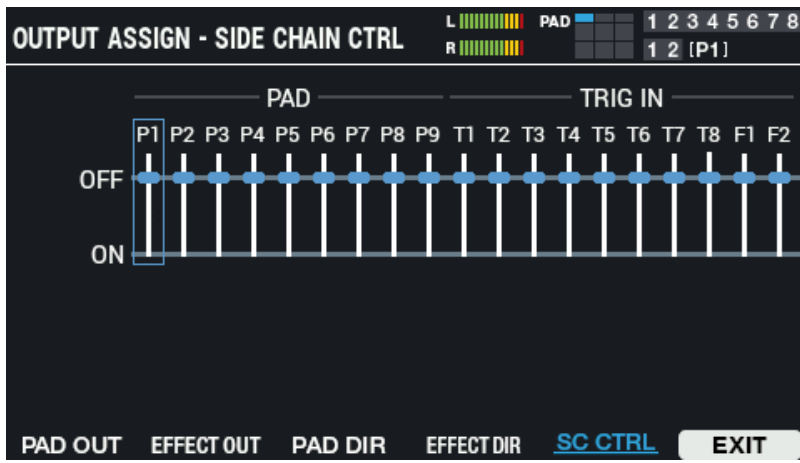 OUTPUT ASSIGN - SIDE CHAIN CTRL L PAD 1 2 3 4 5 6 7 8
R 1 2 [P1]
PAD TRIG IN
P1 P2 P3 P4 P5 P6 P7 P8 P9 T1 T2 T3 T4 T5 T6 T7 T8 F1 F2
OFF
ON
PAD OUT EFFECT OUT PAD DIR EFFECT DIR SC CTRL EXIT